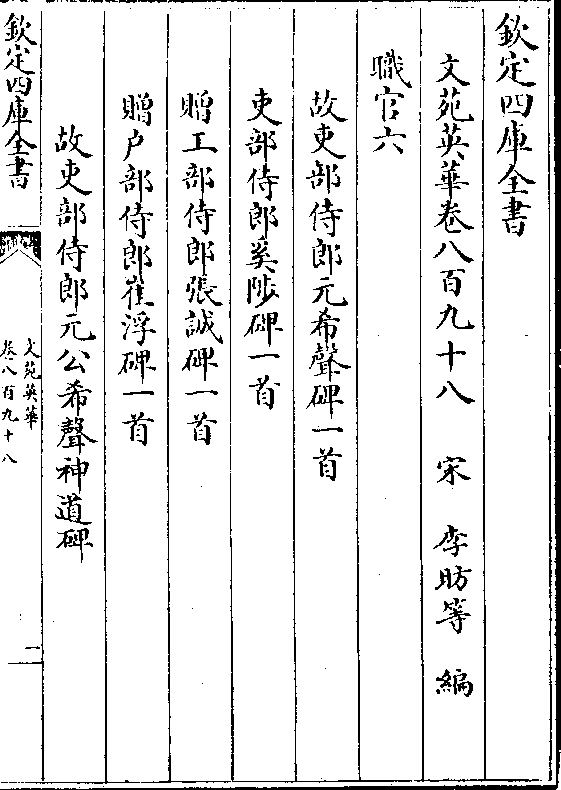 欽定四庫全書
文苑英華卷八百九十八　宋　李昉等　編
職官六
故吏部侍郎元希聲碑一首
吏部侍郎奚陟碑一首
贈工部侍郎張誠碑一首
贈户部侍郎崔浮碑一首
故吏部侍郎元公希聲神道碑
欽定四庫全書
文苑英華
卷八百九十八
一